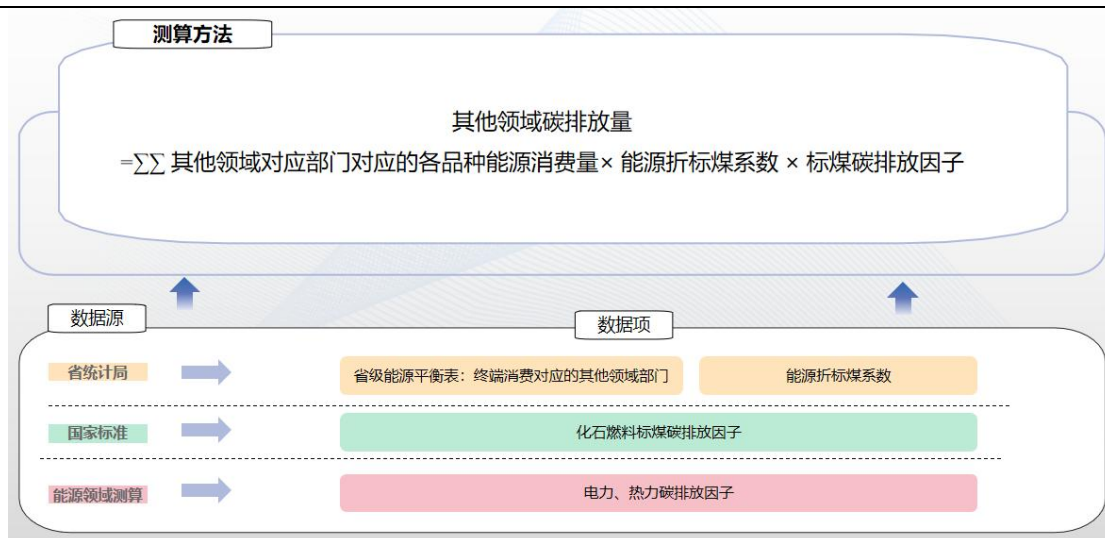 测算方法
其他领域碳排放量
=∑∑ 其他领域对应部门对应的各品种能源消费量× 能源折标煤系数 × 标煤碳排放因子
数据源
数据项
省统计局
省级能源平衡表：终端消费对应的其他领域部门
能源折标煤系数
国家标准
化石燃料标煤碳排放因子
能源领域测算
电力、热力碳排放因子